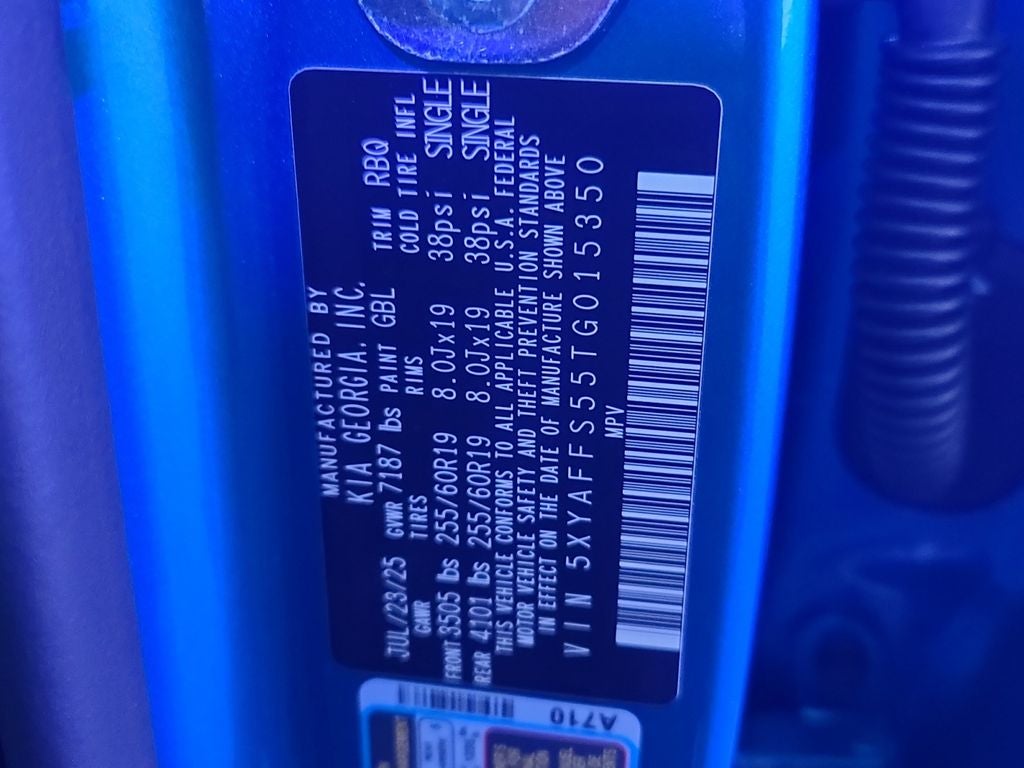 MANUFACTURED BY
KIA GEORGIA. INC.
JUL/23/25 GVWR 7187 lbs PAINT GBL TRIM RBQ
GAWR TIRES RIMS COLD TIRE INFL
FRONT 3505 lbs 255/60R19 8.0Jx19 38psi SINGLE
REAR 4101 lbs 255/60R19 8.0Jx19 38psi SINGLE
THIS VEHICLE CONFORMS TO ALL APPLICABLE U.S.A. FEDERAL
MOTOR VEHICLE SAFETY AND THEFT PREVENTION STANDARDS
IN EFFECT ON THE DATE OF MANUFACTURE SHOWN ABOVE
VIN 5XYAFFS55TG015350
MPV
A710